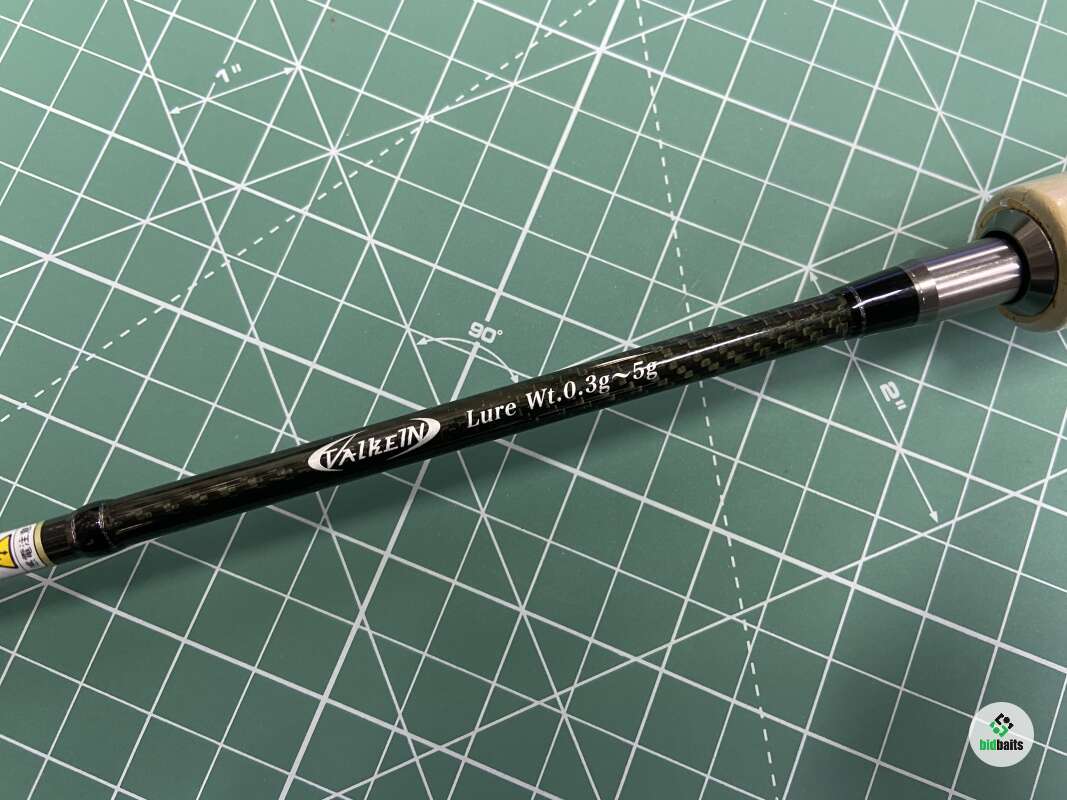 1"
90°
2"
ValkeIN
Lure Wt.0.3g~5g
bidbaits